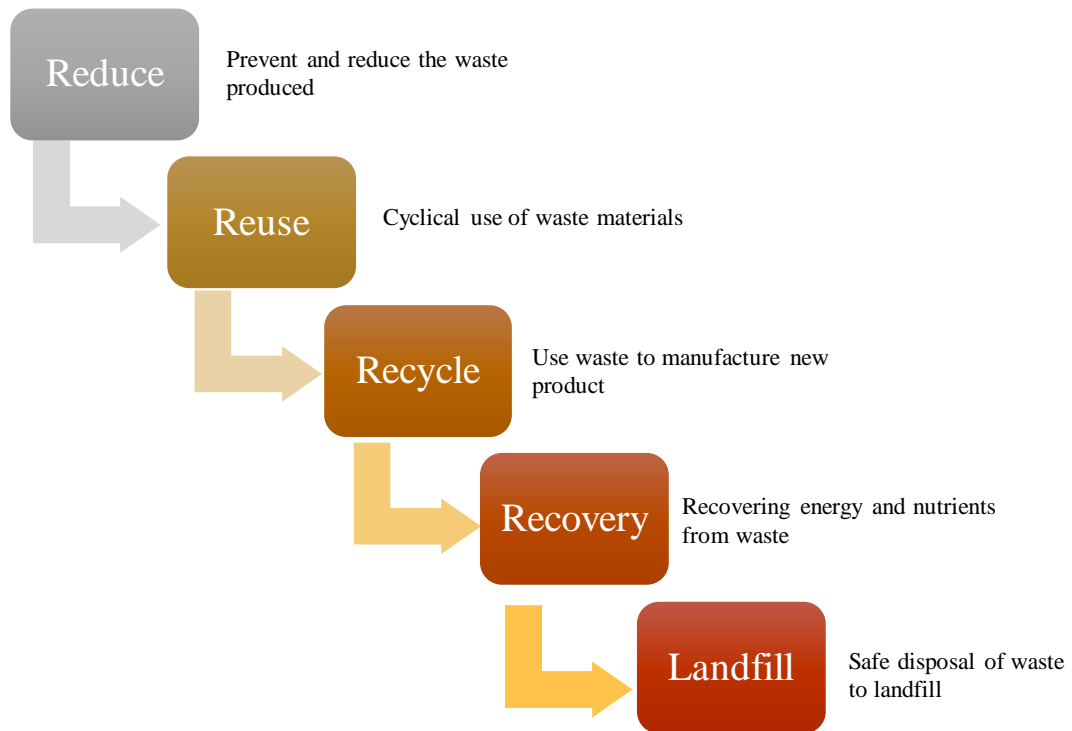 Reduce
Prevent and reduce the waste
produced
Reuse
Cyclical use of waste materials
Recycle
Use waste to manufacture new
product
Recovery
Recovering energy and nutrients
from waste
Landfill
Safe disposal of waste
to landfill